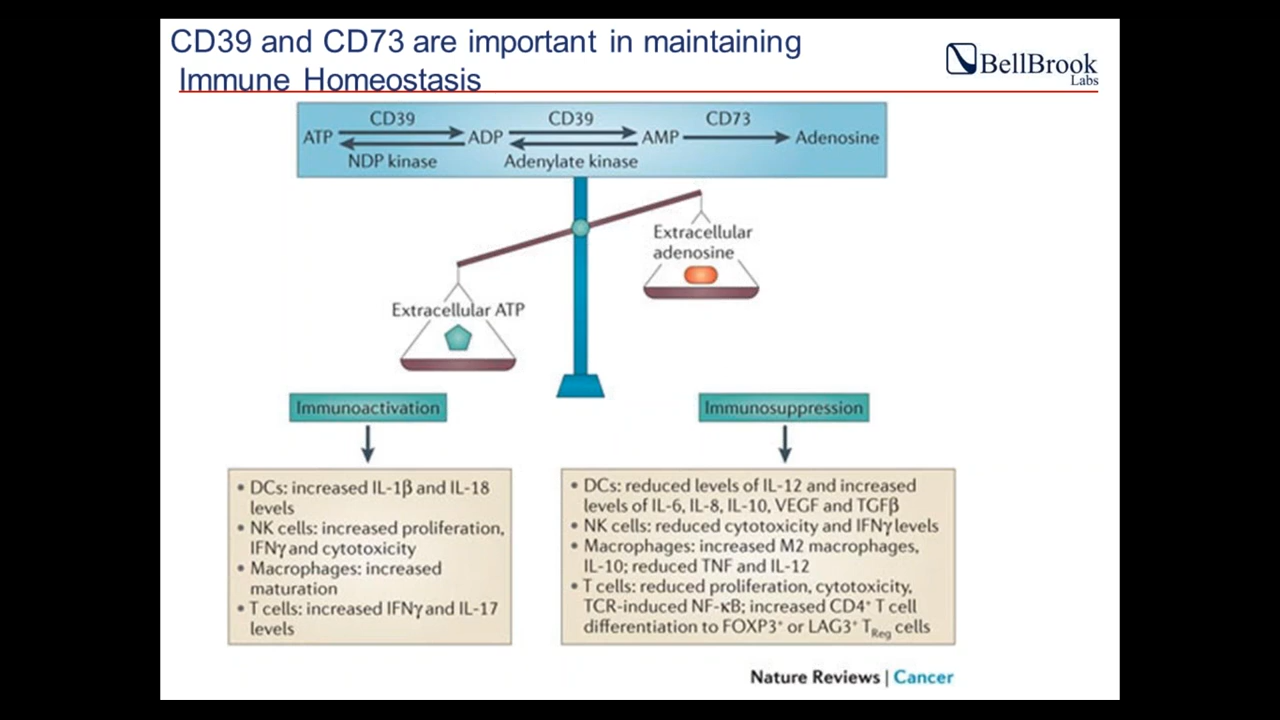 CD39 and CD73 are important in maintaining
Immune Homeostasis
BellBrook
Labs
CD39 CD39 CD73
ATP ADP AMP Adenosine
NDP kinase Adenylate kinase
Extracellular
adenosine
Extracellular ATP
Immunoactivation
• DCs: increased IL-1β and IL-18
levels
• NK cells: increased proliferation,
IFNγ and cytotoxicity
• Macrophages: increased
maturation
• T cells: increased IFNγ and IL-17
levels
Immunosuppression
• DCs: reduced levels of IL-12 and increased
levels of IL-6, IL-8, IL-10, VEGF and TGFβ
• NK cells: reduced cytotoxicity and IFNγ levels
• Macrophages: increased M2 macrophages,
IL-10; reduced TNF and IL-12
• T cells: reduced proliferation, cytotoxicity,
TCR-induced NF-κB; increased CD4⁺ T cell
differentiation to FOXP3⁺ or LAG3⁺ TReg cells
Nature Reviews | Cancer